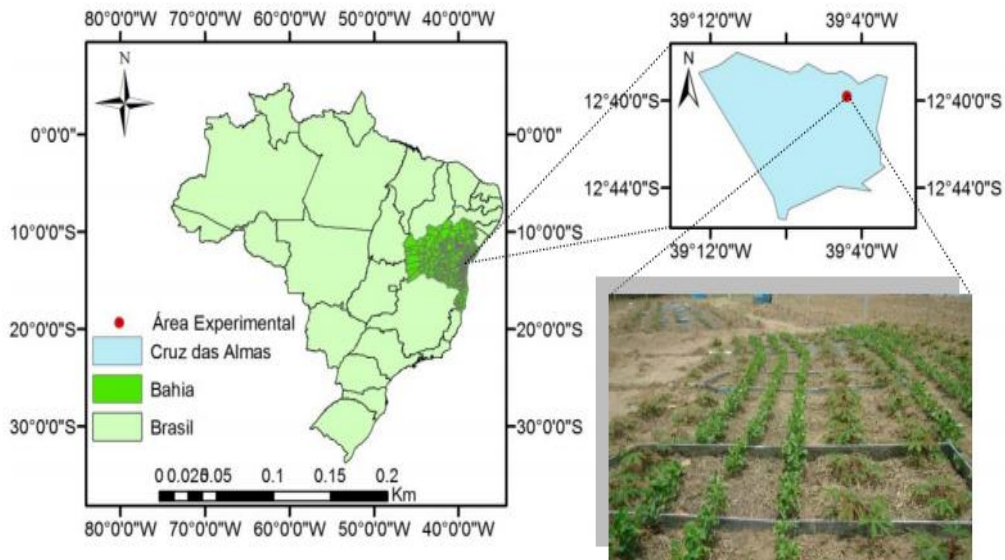 80°0'0"W 70°0'0"W 60°0'0"W 50°0'0"W 40°0'0"W
N
0°0'0" 0°0'0"
10°0'0"S 10°0'0"S
20°0'0"S 20°0'0"S
30°0'0"S 30°0'0"S
Área Experimental
Cruz das Almas
Bahia
Brasil
0 0.0250.05 0.1 0.15 0.2
Km
80°0'0"W 70°0'0"W 60°0'0"W 50°0'0"W 40°0'0"W
39°12'0"W 39°4'0"W
N
12°40'0"S 12°40'0"S
12°44'0"S 12°44'0"S
39°12'0"W 39°4'0"W